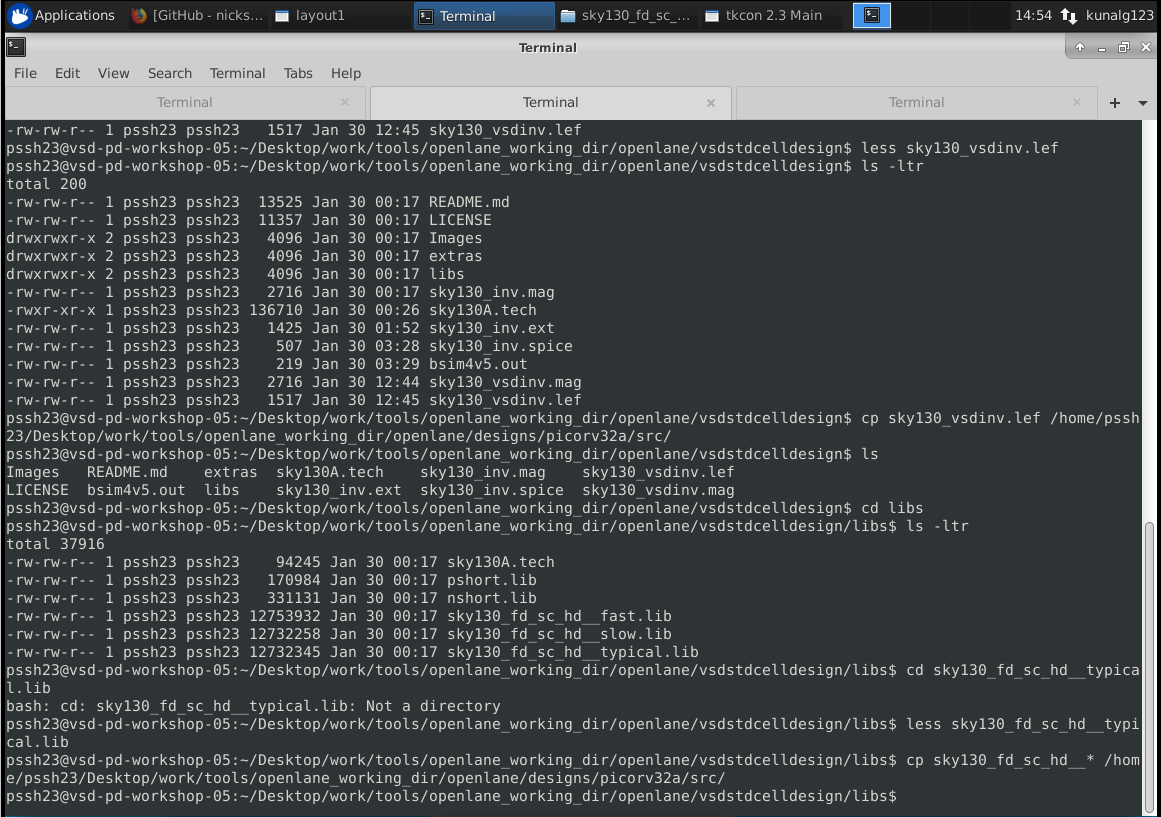 Applications [GitHub - nicks... layout1 Terminal sky130_fd_sc_... tkcon 2.3 Main 14:54 kunalg123
Terminal
File Edit View Search Terminal Tabs Help
Terminal Terminal Terminal
-rw-rw-r-- 1 pssh23 pssh23   1517 Jan 30 12:45 sky130_vsdinv.lef
pssh23@vsd-pd-workshop-05:~/Desktop/work/tools/openlane_working_dir/openlane/vsdstdcelldesign$ less sky130_vsdinv.lef
pssh23@vsd-pd-workshop-05:~/Desktop/work/tools/openlane_working_dir/openlane/vsdstdcelldesign$ ls -ltr
total 200
-rw-rw-r-- 1 pssh23 pssh23  13525 Jan 30 00:17 README.md
-rw-rw-r-- 1 pssh23 pssh23  11357 Jan 30 00:17 LICENSE
drwxrwxr-x 2 pssh23 pssh23   4096 Jan 30 00:17 Images
drwxrwxr-x 2 pssh23 pssh23   4096 Jan 30 00:17 extras
drwxrwxr-x 2 pssh23 pssh23   4096 Jan 30 00:17 libs
-rw-rw-r-- 1 pssh23 pssh23   2716 Jan 30 00:17 sky130_inv.mag
-rwxr-xr-x 1 pssh23 pssh23 136710 Jan 30 00:26 sky130A.tech
-rw-rw-r-- 1 pssh23 pssh23   1425 Jan 30 01:52 sky130_inv.ext
-rw-rw-r-- 1 pssh23 pssh23    507 Jan 30 03:28 sky130_inv.spice
-rw-rw-r-- 1 pssh23 pssh23    219 Jan 30 03:29 bsim4v5.out
-rw-rw-r-- 1 pssh23 pssh23   2716 Jan 30 12:44 sky130_vsdinv.mag
-rw-rw-r-- 1 pssh23 pssh23   1517 Jan 30 12:45 sky130_vsdinv.lef
pssh23@vsd-pd-workshop-05:~/Desktop/work/tools/openlane_working_dir/openlane/vsdstdcelldesign$ cp sky130_vsdinv.lef /home/pssh
23/Desktop/work/tools/openlane_working_dir/openlane/designs/picorv32a/src/
pssh23@vsd-pd-workshop-05:~/Desktop/work/tools/openlane_working_dir/openlane/vsdstdcelldesign$ ls
Images   README.md    extras  sky130A.tech    sky130_inv.mag    sky130_vsdinv.lef
LICENSE  bsim4v5.out  libs    sky130_inv.ext  sky130_inv.spice  sky130_vsdinv.mag
pssh23@vsd-pd-workshop-05:~/Desktop/work/tools/openlane_working_dir/openlane/vsdstdcelldesign$ cd libs
pssh23@vsd-pd-workshop-05:~/Desktop/work/tools/openlane_working_dir/openlane/vsdstdcelldesign/libs$ ls -ltr
total 37916
-rw-rw-r-- 1 pssh23 pssh23    94245 Jan 30 00:17 sky130A.tech
-rw-rw-r-- 1 pssh23 pssh23   170984 Jan 30 00:17 pshort.lib
-rw-rw-r-- 1 pssh23 pssh23   331131 Jan 30 00:17 nshort.lib
-rw-rw-r-- 1 pssh23 pssh23 12753932 Jan 30 00:17 sky130_fd_sc_hd__fast.lib
-rw-rw-r-- 1 pssh23 pssh23 12732258 Jan 30 00:17 sky130_fd_sc_hd__slow.lib
-rw-rw-r-- 1 pssh23 pssh23 12732345 Jan 30 00:17 sky130_fd_sc_hd__typical.lib
pssh23@vsd-pd-workshop-05:~/Desktop/work/tools/openlane_working_dir/openlane/vsdstdcelldesign/libs$ cd sky130_fd_sc_hd__typica
l.lib
bash: cd: sky130_fd_sc_hd__typical.lib: Not a directory
pssh23@vsd-pd-workshop-05:~/Desktop/work/tools/openlane_working_dir/openlane/vsdstdcelldesign/libs$ less sky130_fd_sc_hd__typi
cal.lib
pssh23@vsd-pd-workshop-05:~/Desktop/work/tools/openlane_working_dir/openlane/vsdstdcelldesign/libs$ cp sky130_fd_sc_hd__* /hom
e/pssh23/Desktop/work/tools/openlane_working_dir/openlane/designs/picorv32a/src/
pssh23@vsd-pd-workshop-05:~/Desktop/work/tools/openlane_working_dir/openlane/vsdstdcelldesign/libs$